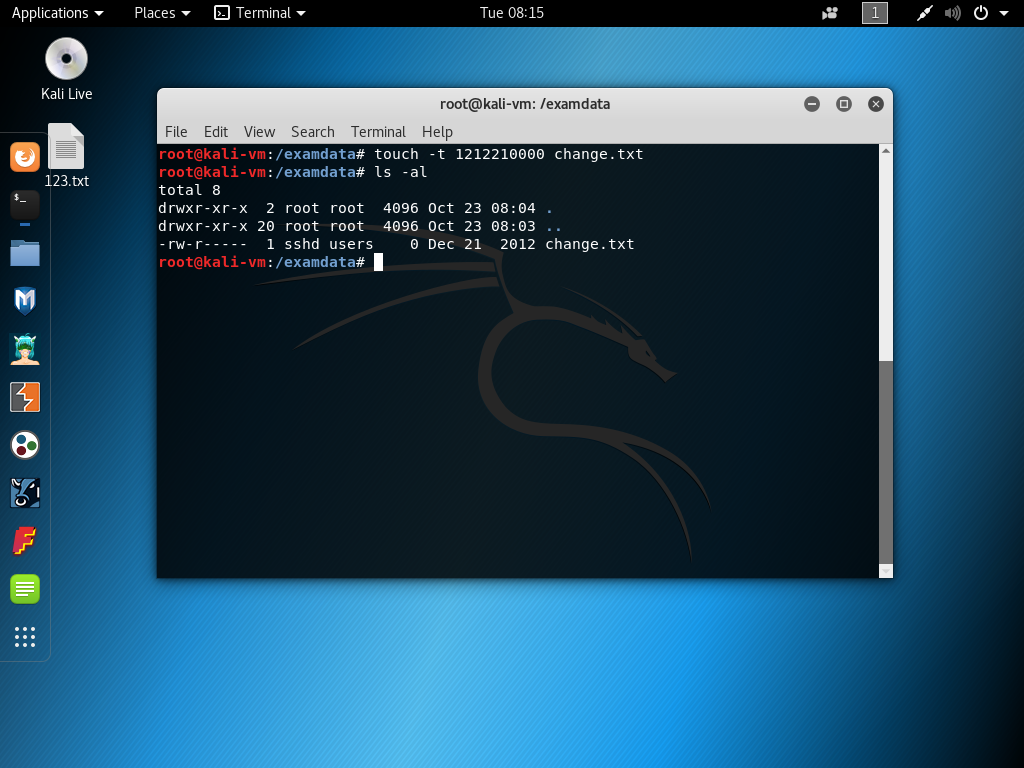 Applications Places Terminal Tue 08:15 1
Kali Live
123.txt
root@kali-vm: /examdata
File Edit View Search Terminal Help
root@kali-vm:/examdata# touch -t 1212210000 change.txt
root@kali-vm:/examdata# ls -al
total 8
drwxr-xr-x  2 root root  4096 Oct 23 08:04 .
drwxr-xr-x 20 root root  4096 Oct 23 08:03 ..
-rw-r-----  1 sshd users    0 Dec 21  2012 change.txt
root@kali-vm:/examdata#